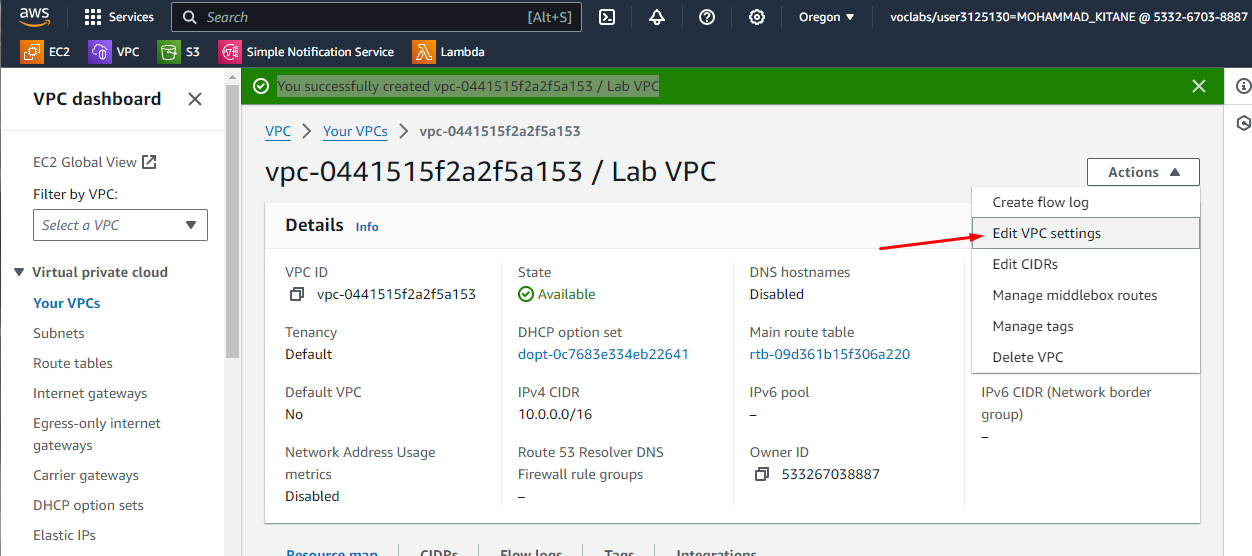 aws
Services
Search
[Alt+S]
Oregon
voclabs/user3125130=MOHAMMAD_KITANE @ 5332-6703-8887
EC2
VPC
S3
Simple Notification Service
Lambda
VPC dashboard
EC2 Global View
Filter by VPC:
Select a VPC
Virtual private cloud
Your VPCs
Subnets
Route tables
Internet gateways
Egress-only internet
gateways
Carrier gateways
DHCP option sets
Elastic IPs
You successfully created vpc-0441515f2a2f5a153 / Lab VPC
VPC
Your VPCs
vpc-0441515f2a2f5a153
vpc-0441515f2a2f5a153 / Lab VPC
Actions
Create flow log
Edit VPC settings
Edit CIDRs
Manage middlebox routes
Manage tags
Delete VPC
Details
Info
VPC ID
vpc-0441515f2a2f5a153
State
Available
DNS hostnames
Disabled
Tenancy
Default
DHCP option set
dopt-0c7683e334eb22641
Main route table
rtb-09d361b15f306a220
Default VPC
No
IPv4 CIDR
10.0.0.0/16
IPv6 pool
–
IPv6 CIDR (Network border
group)
–
Network Address Usage
metrics
Disabled
Route 53 Resolver DNS
Firewall rule groups
–
Owner ID
533267038887
Resource map
CIDRs
Flow logs
Tags
Integrations